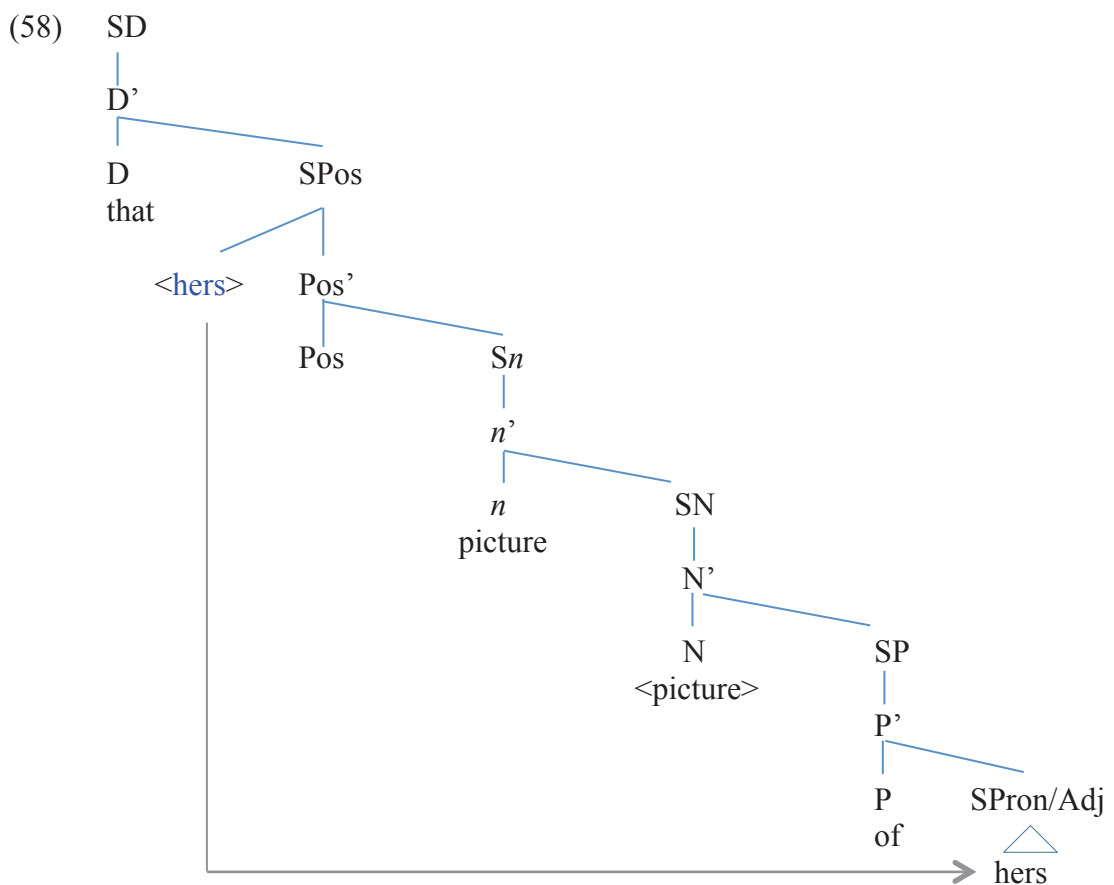 (58) SD
D’
D SPos
that
<hers> Pos’
Pos Sn
n’
n SN
picture
N’
N SP
<picture>
P’
P SPron/Adj
of
hers